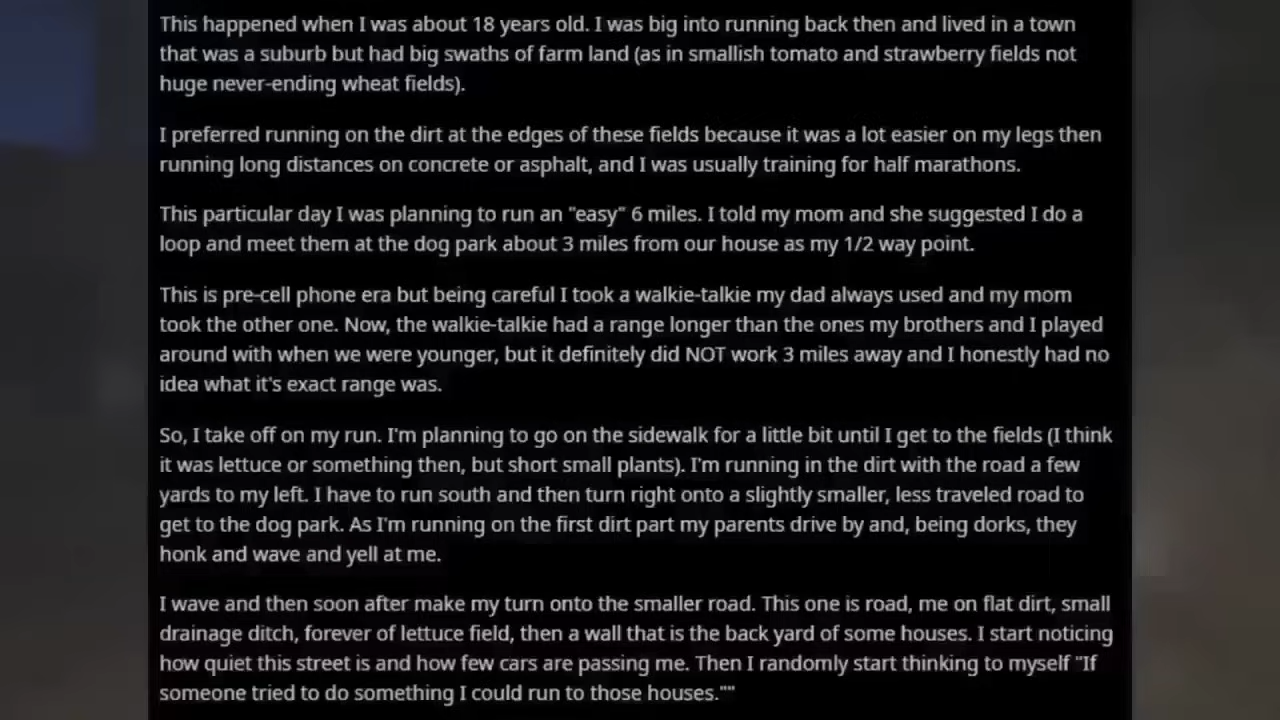 This happened when I was about 18 years old. I was big into running back then and lived in a town
that was a suburb but had big swaths of farm land (as in smallish tomato and strawberry fields not
huge never-ending wheat fields).
I preferred running on the dirt at the edges of these fields because it was a lot easier on my legs then
running long distances on concrete or asphalt, and I was usually training for half marathons.
This particular day I was planning to run an "easy" 6 miles. I told my mom and she suggested I do a
loop and meet them at the dog park about 3 miles from our house as my 1/2 way point.
This is pre-cell phone era but being careful I took a walkie-talkie my dad always used and my mom
took the other one. Now, the walkie-talkie had a range longer than the ones my brothers and I played
around with when we were younger, but it definitely did NOT work 3 miles away and I honestly had no
idea what it's exact range was.
So, I take off on my run. I'm planning to go on the sidewalk for a little bit until I get to the fields (I think
it was lettuce or something then, but short small plants). I'm running in the dirt with the road a few
yards to my left. I have to run south and then turn right onto a slightly smaller, less traveled road to
get to the dog park. As I'm running on the first dirt part my parents drive by and, being dorks, they
honk and wave and yell at me.
I wave and then soon after make my turn onto the smaller road. This one is road, me on flat dirt, small
drainage ditch, forever of lettuce field, then a wall that is the back yard of some houses. I start noticing
how quiet this street is and how few cars are passing me. Then I randomly start thinking to myself "If
someone tried to do something I could run to those houses.""